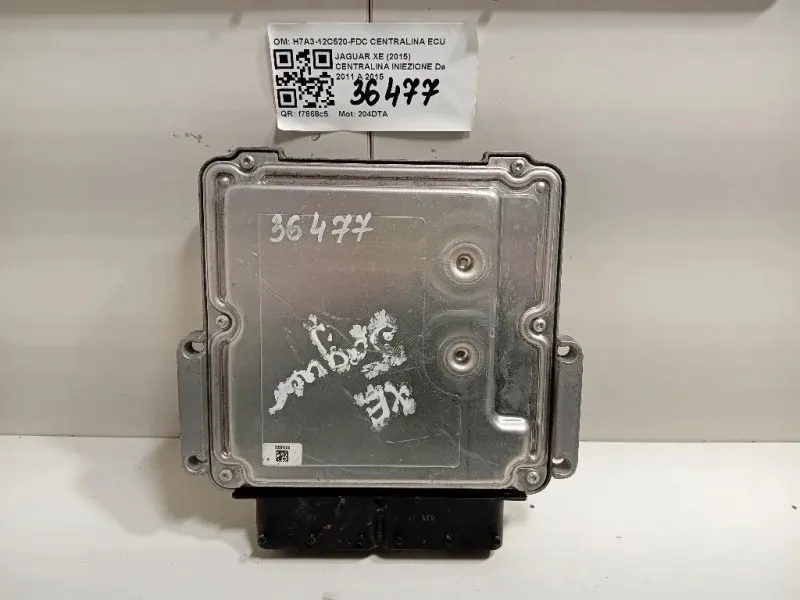 OM: H7A3-12C520-FDC CENTRALINA ECU
JAGUAR XE (2015)
CENTRALINA INIEZIONE Da
2011 A 2015
36477
QR: f7868c5 Mot: 204DTA
36477
Jaguar
XE